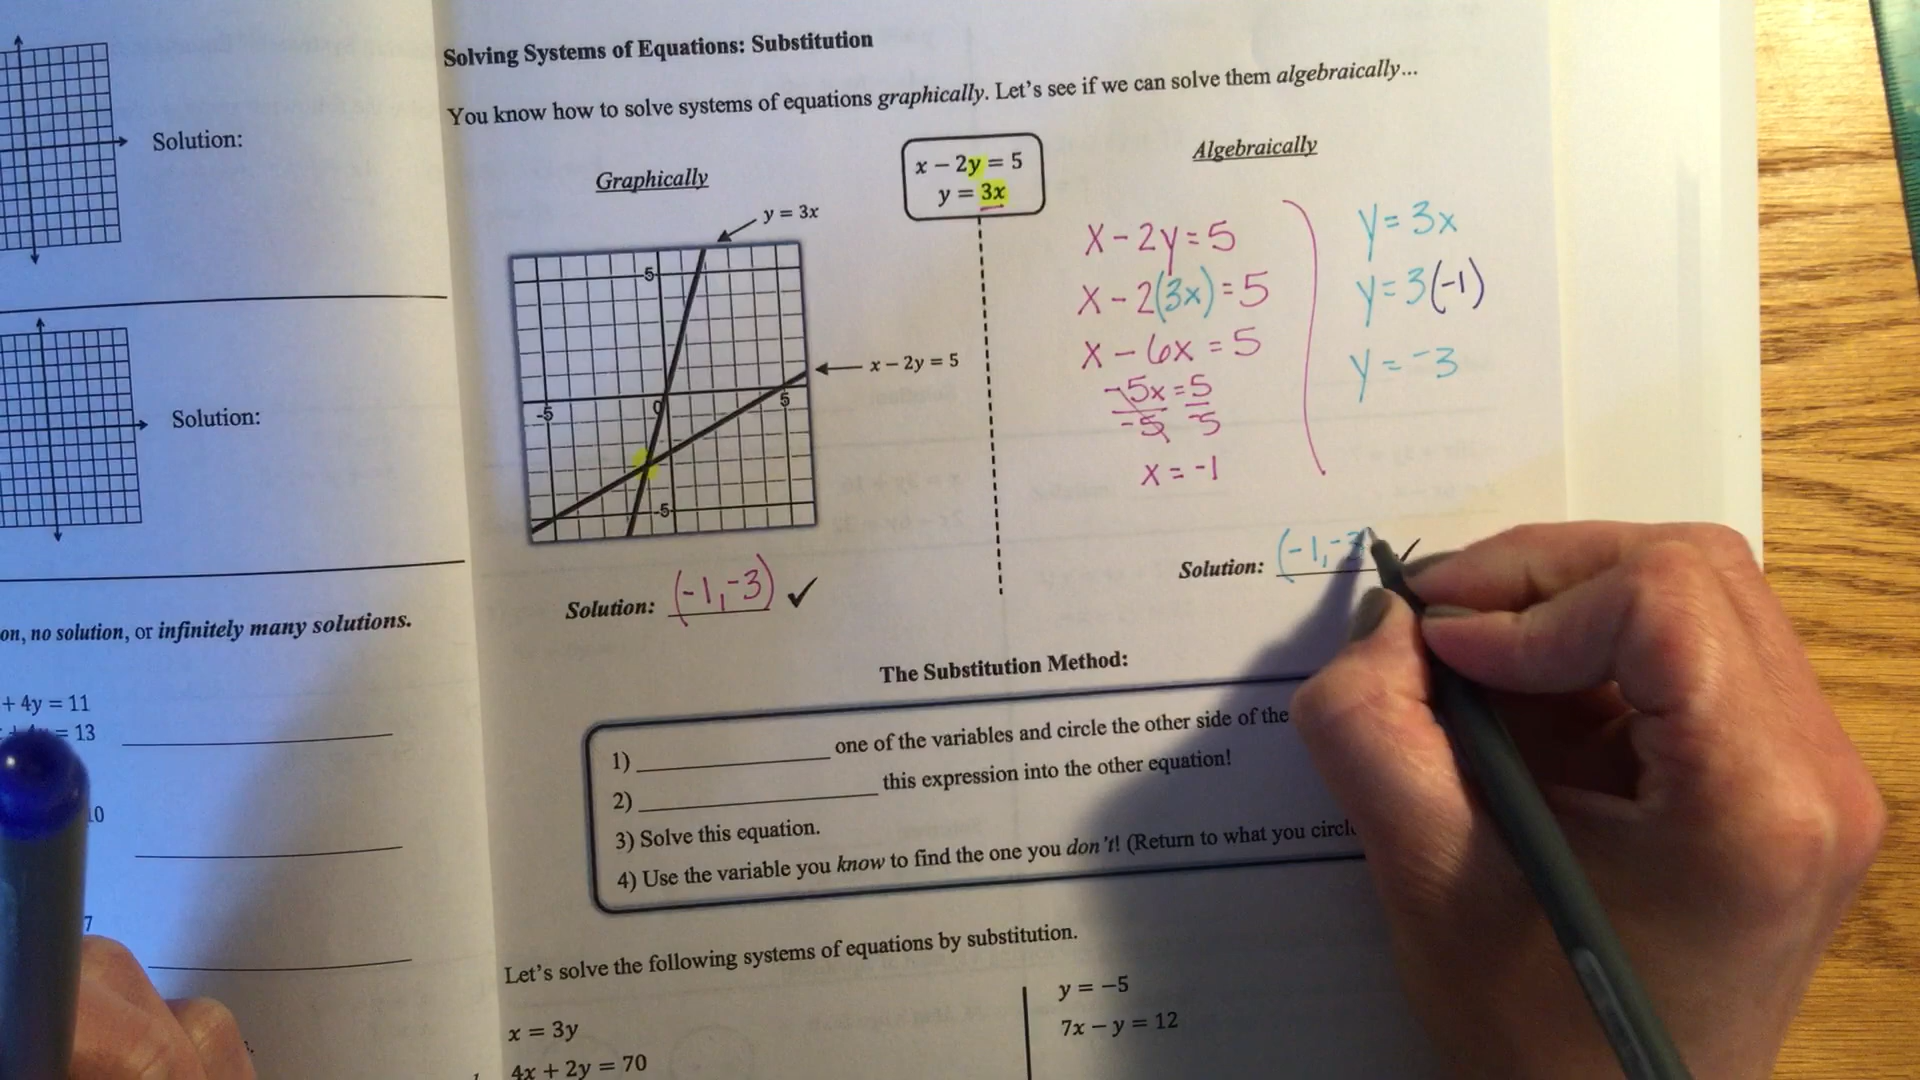 Solution:
Solution:
on, no solution, or infinitely many solutions.
+ 4y = 11
= 13
10
7
Solving Systems of Equations: Substitution
You know how to solve systems of equations graphically. Let's see if we can solve them algebraically...
Graphically
x – 2y = 5
y = 3x
Algebraically
y = 3x
5
x – 2y = 5
-5
0
5
-5
Solution: (-1,-3) ✓
x - 2y = 5
x - 2(3x) = 5
x - 6x = 5
-5x = 5
-5 -5
x = -1
y = 3x
y = 3(-1)
y = -3
Solution: (-1,-3 ✓
The Substitution Method:
1) ____________ one of the variables and circle the other side of the
2) ____________ this expression into the other equation!
3) Solve this equation.
4) Use the variable you know to find the one you don't! (Return to what you circl
Let's solve the following systems of equations by substitution.
x = 3y
4x + 2y = 70
y = −5
7x − y = 12